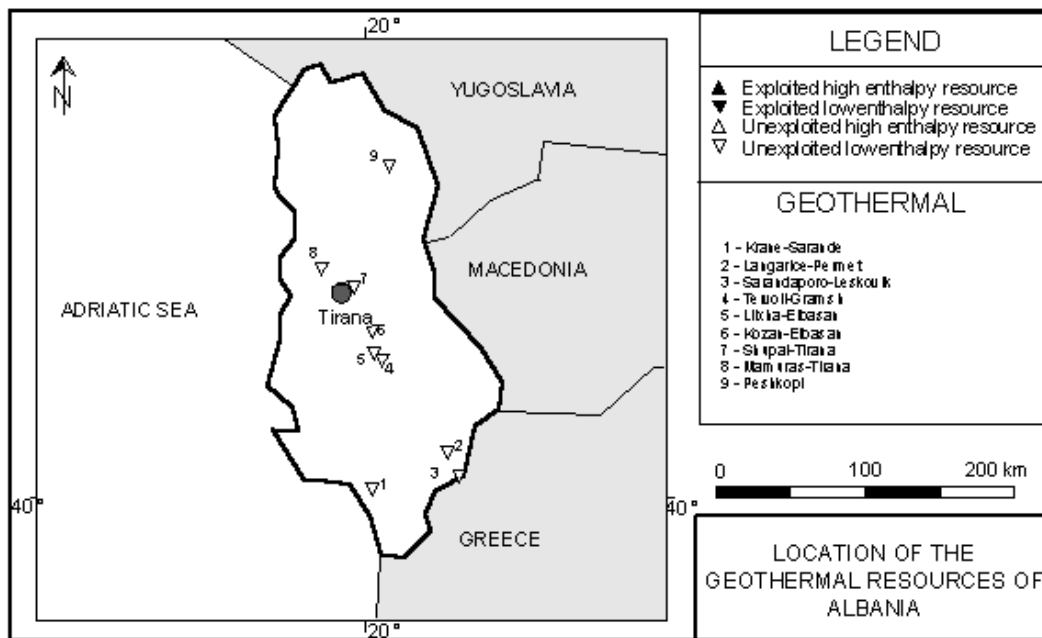 20°
N
YUGOSLAVIA
9
8
7
MACEDONIA
ADRIATIC SEA
Tirana
6
5
4
2
3
1
40°
40°
GREECE
20°
LEGEND
Exploited high enthalpy resource
Exploited lowenthalpy resource
Unexploited high enthalpy resource
Unexploited lowenthalpy resource
GEOTHERMAL
1 - Krane-Sarande
2 - Langarice-Permet
3 - Sarandaporo-Leskovik
4 - Tervoll-Gramsh
5 - Llixha-Elbasan
6 - Kozan-Elbasan
7 - Shupal-Tirana
8 - Mamuras-Tirana
9 - Peshkopi
0 100 200 km
LOCATION OF THE
GEOTHERMAL RESOURCES OF
ALBANIA